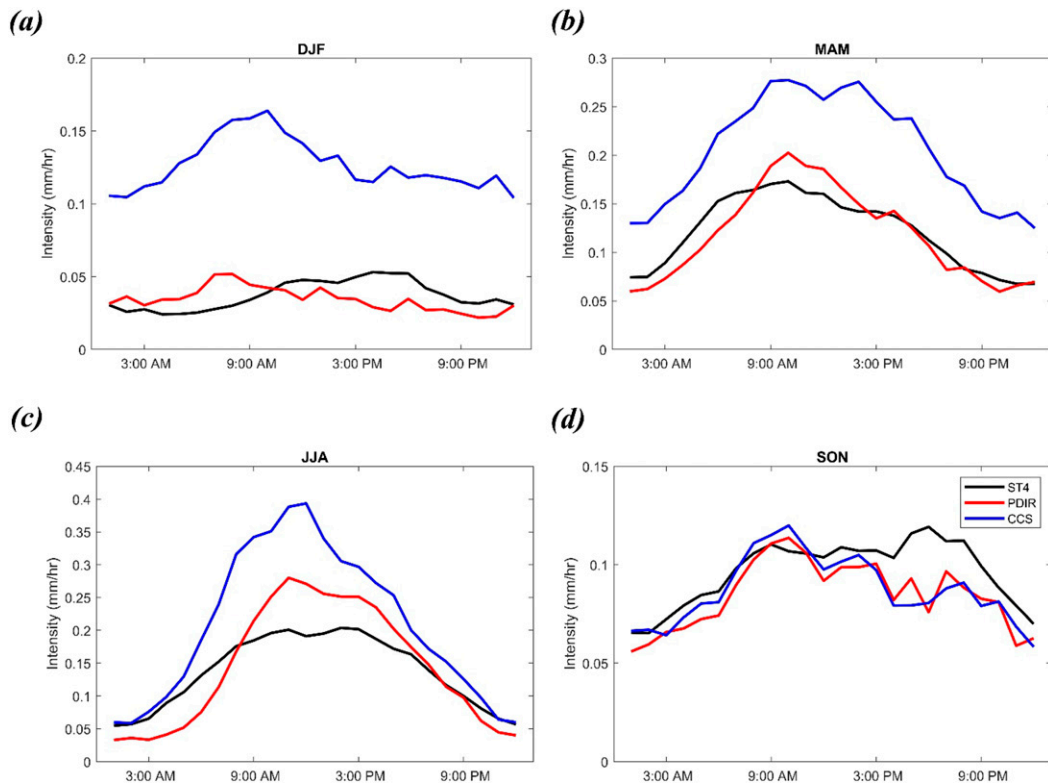 (a)
DJF
0.2
0.15
0.1
0.05
0
Intensity (mm/hr)
3:00 AM 9:00 AM 3:00 PM 9:00 PM
(b)
MAM
0.3
0.25
0.2
0.15
0.1
0.05
0
Intensity (mm/hr)
3:00 AM 9:00 AM 3:00 PM 9:00 PM
(c)
JJA
0.45
0.4
0.35
0.3
0.25
0.2
0.15
0.1
0.05
0
Intensity (mm/hr)
3:00 AM 9:00 AM 3:00 PM 9:00 PM
(d)
SON
0.15
0.1
0.05
0
Intensity (mm/hr)
ST4
PDIR
CCS
3:00 AM 9:00 AM 3:00 PM 9:00 PM